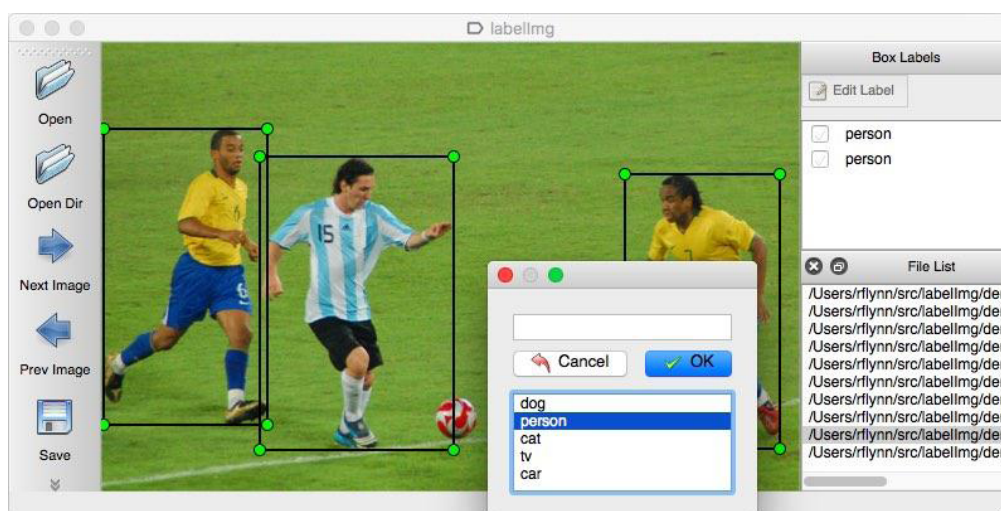 labelImg
Open
Open Dir
Next Image
Prev Image
Save
15
6
Cancel
OK
dog
person
cat
tv
car
Box Labels
Edit Label
person
person
File List
/Users/rflynn/src/labelImg/de
/Users/rflynn/src/labelImg/de
/Users/rflynn/src/labelImg/de
/Users/rflynn/src/labelImg/de
/Users/rflynn/src/labelImg/de
/Users/rflynn/src/labelImg/de
/Users/rflynn/src/labelImg/de
/Users/rflynn/src/labelImg/de
/Users/rflynn/src/labelImg/de
/Users/rflynn/src/labelImg/de